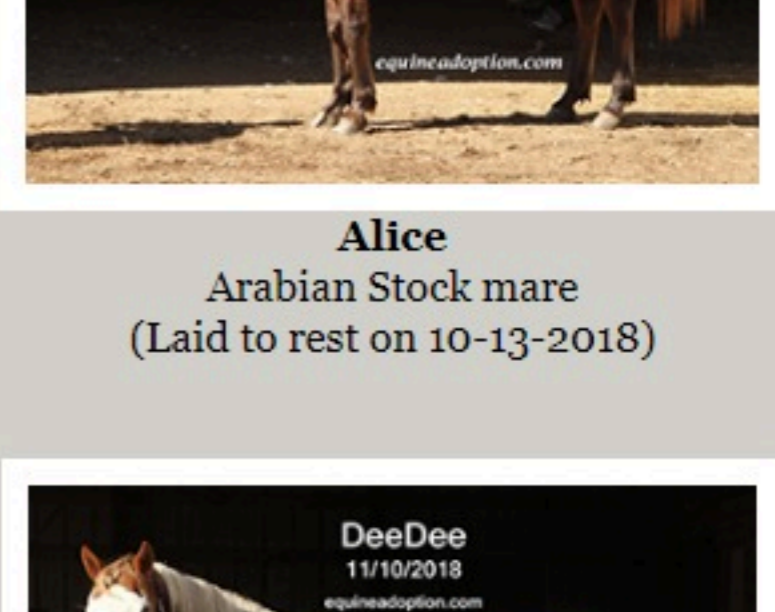 equineadoption.com
Alice
Arabian Stock mare
(Laid to rest on 10-13-2018)
DeeDee
11/10/2018
equineadoption.com